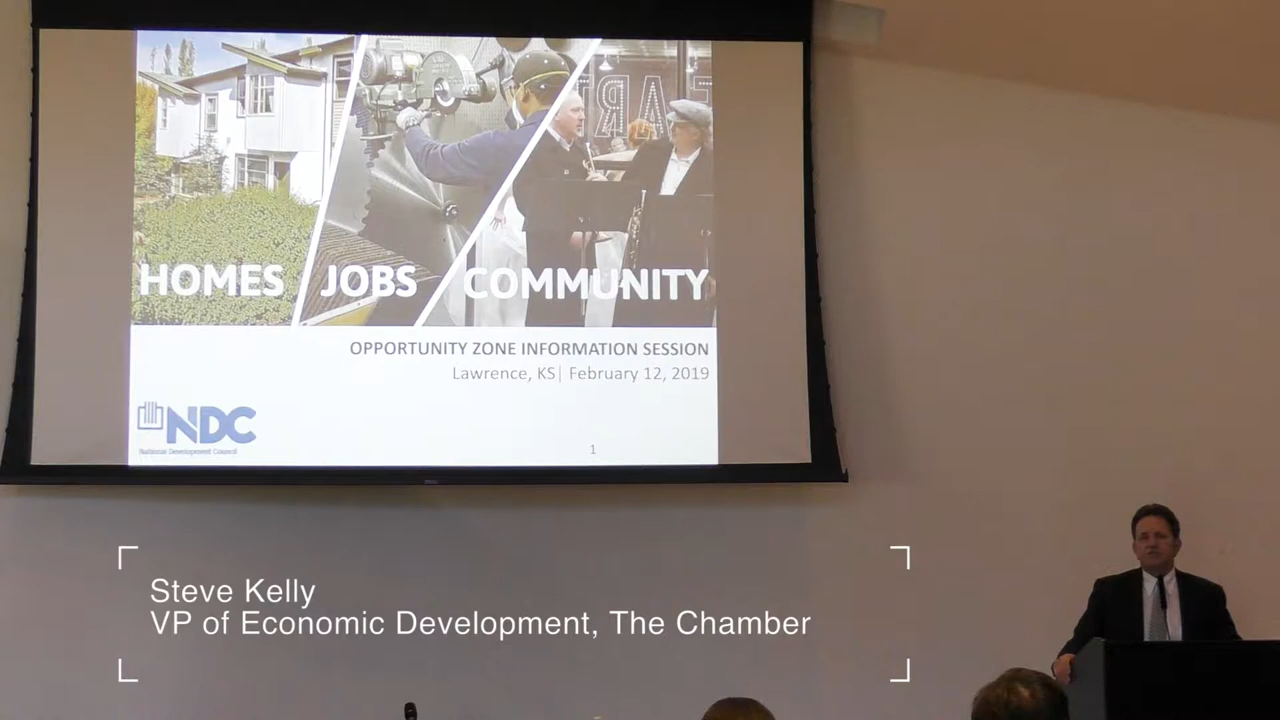 TAR
HOMES
JOBS
COMMUNITY
OPPORTUNITY ZONE INFORMATION SESSION
Lawrence, KS| February 12, 2019
NDC
National Development Council
1
Steve Kelly
VP of Economic Development, The Chamber